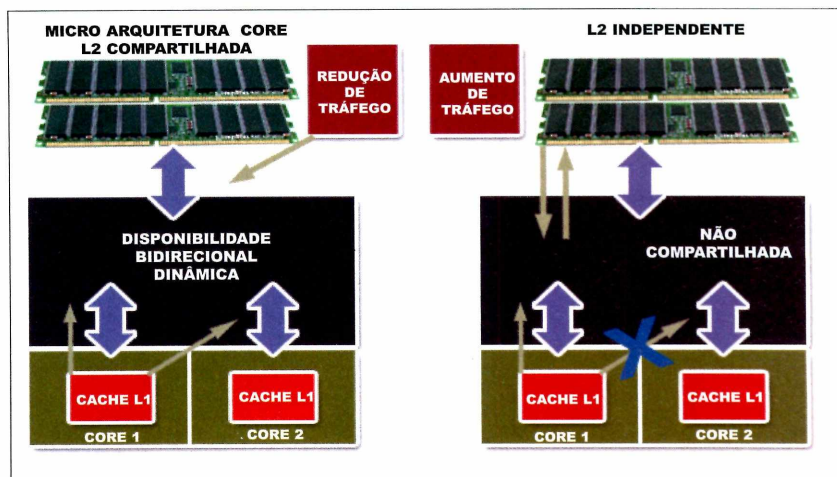 MICRO ARQUITETURA CORE
L2 COMPARTILHADA
REDUÇÃO
DE
TRÁFEGO
DISPONIBILIDADE
BIDIRECIONAL
DINÂMICA
CACHE L1
CACHE L1
CORE 1
CORE 2
AUMENTO
DE
TRÁFEGO
L2 INDEPENDENTE
NÃO
COMPARTILHADA
CACHE L1
CACHE L1
CORE 1
CORE 2